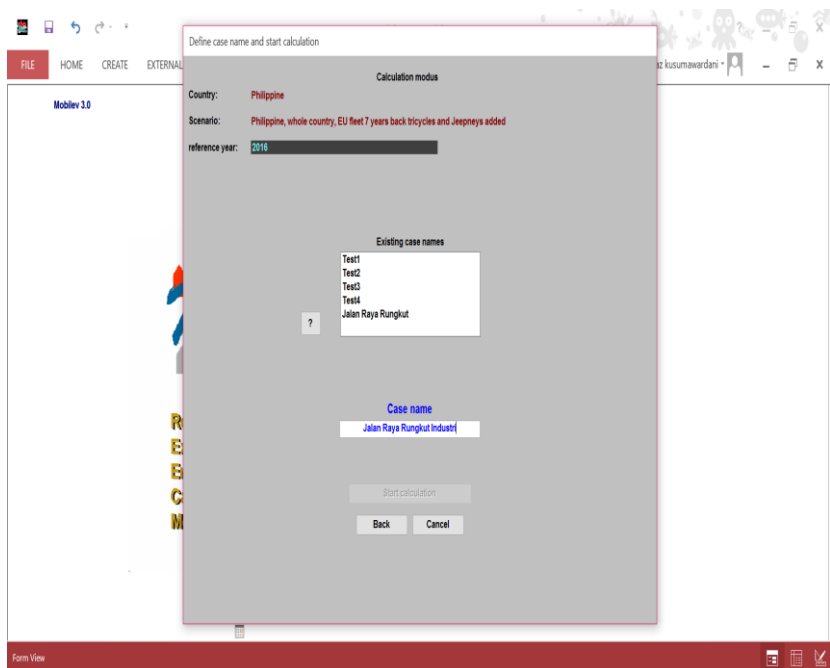 Define case name and start calculation
FILE HOME CREATE EXTERNAL
az kusumawardani
Mobilev 3.0
Calculation modus
Country: Philippine
Scenario: Philippine, whole country, EU fleet 7 years back tricycles and Jeepneys added
reference year: 2016
Existing case names
Test1
Test2
Test3
Test4
Jalan Raya Rungkut
?
Case name
Jalan Raya Rungkut Industri
Start calculation
Back Cancel
R
E
E
C
M
Form View